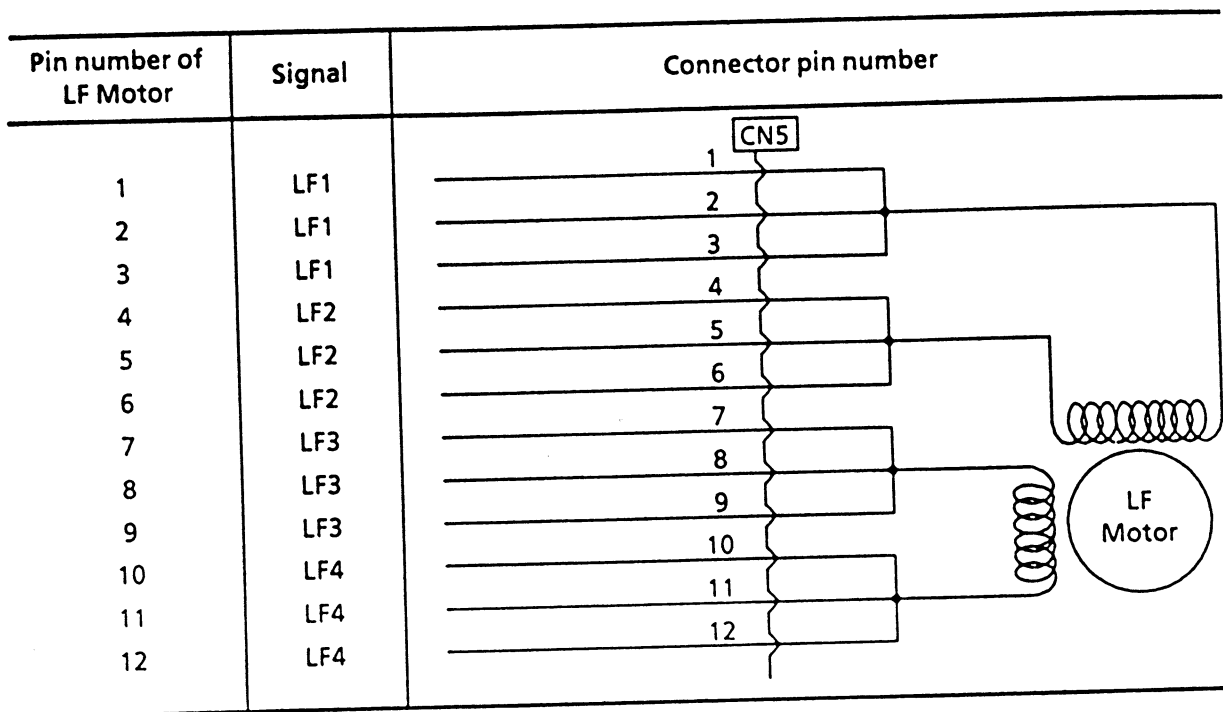 Pin number of LF Motor Signal Connector pin number
CN5
1 LF1 1
2 LF1 2
3 LF1 3
4 LF2 4
5 LF2 5
6 LF2 6
7 LF3 7
8 LF3 8
9 LF3 9
10 LF4 10
11 LF4 11
12 LF4 12
LF
Motor